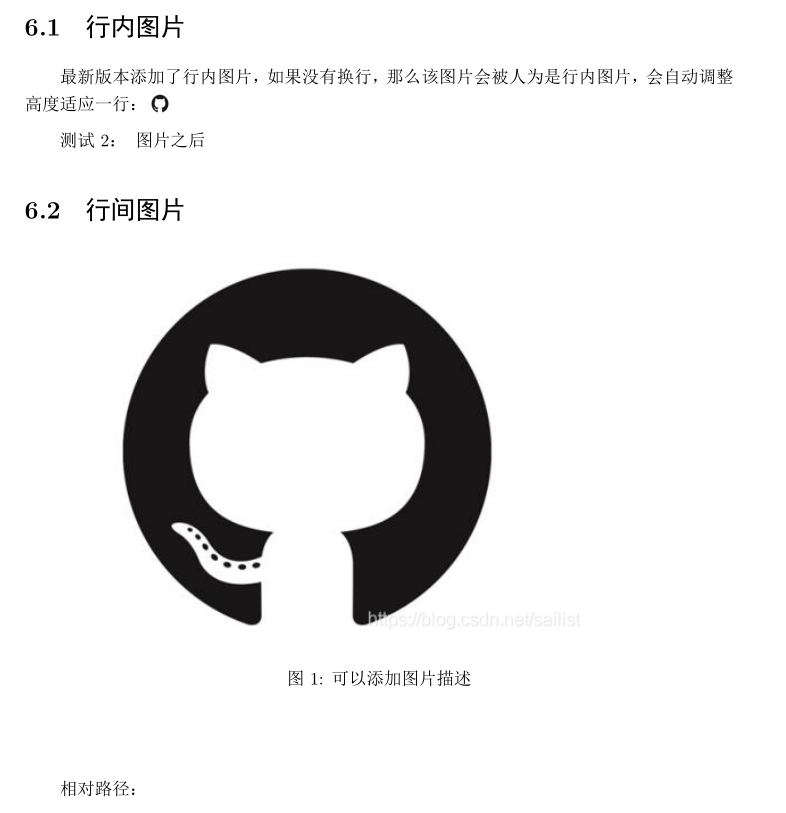 6.1 行内图片
最新版本添加了行内图片，如果没有换行，那么该图片会被人为是行内图片，会自动调整
高度适应一行：
测试 2： 图片之后
6.2 行间图片
https://blog.csdn.net/sailist
图 1: 可以添加图片描述
相对路径：